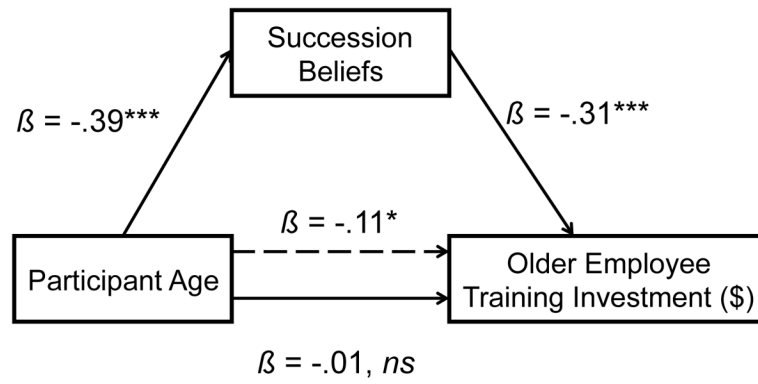 Succession
Beliefs
ß = -.39***
ß = -.31***
ß = -.11*
Participant Age
Older Employee
Training Investment ($)
ß = -.01, ns